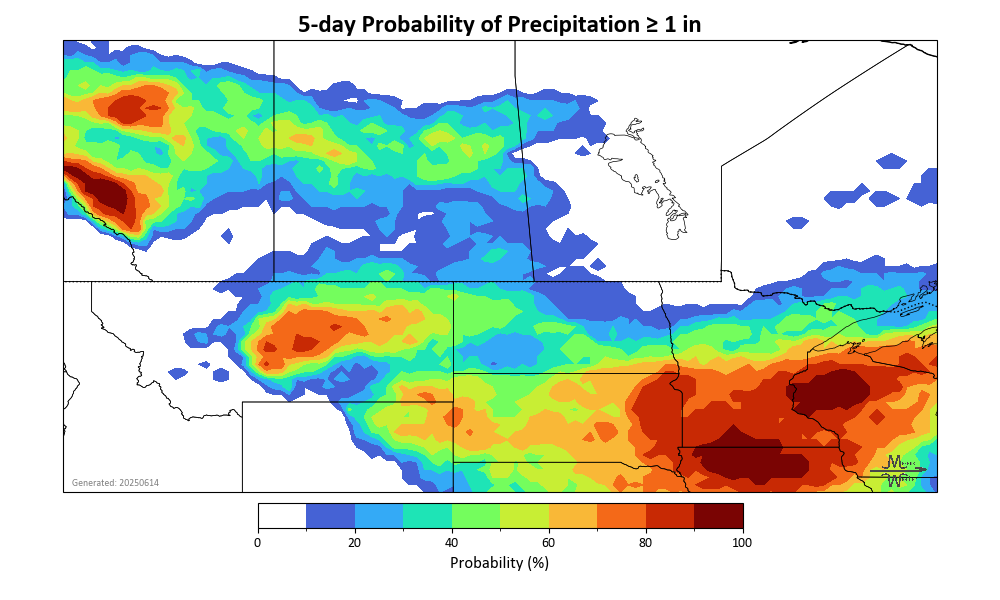 5-day Probability of Precipitation ≥ 1 in
Generated: 20250614
0 20 40 60 80 100
Probability (%)